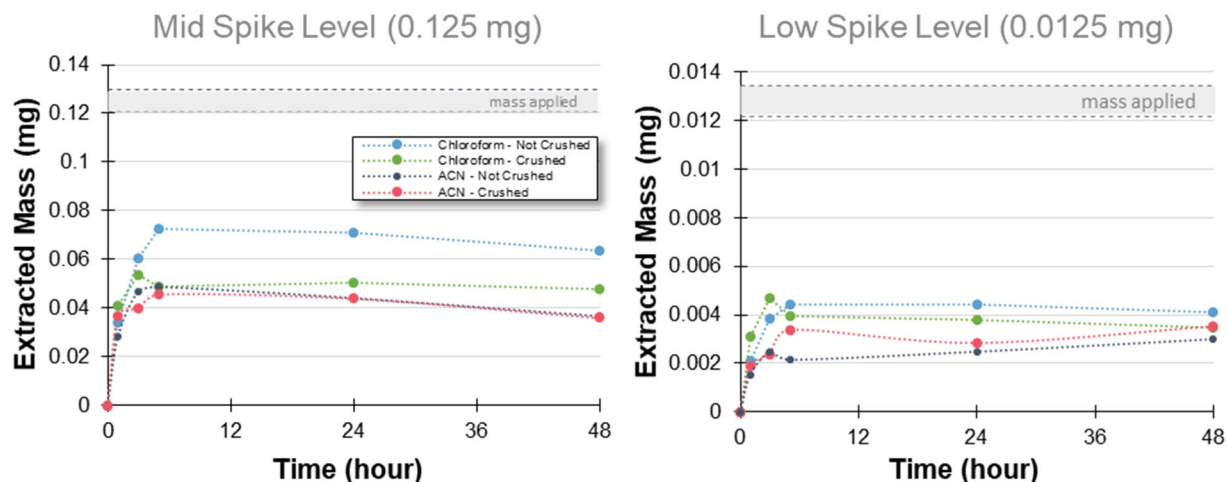 Mid Spike Level (0.125 mg)
0.14
0.12
0.1
0.08
0.06
0.04
0.02
0
Extracted Mass (mg)
mass applied
Chloroform - Not Crushed
Chloroform - Crushed
ACN - Not Crushed
ACN - Crushed
0 12 24 36 48
Time (hour)
Low Spike Level (0.0125 mg)
0.014
0.012
0.01
0.008
0.006
0.004
0.002
0
Extracted Mass (mg)
mass applied
0 12 24 36 48
Time (hour)